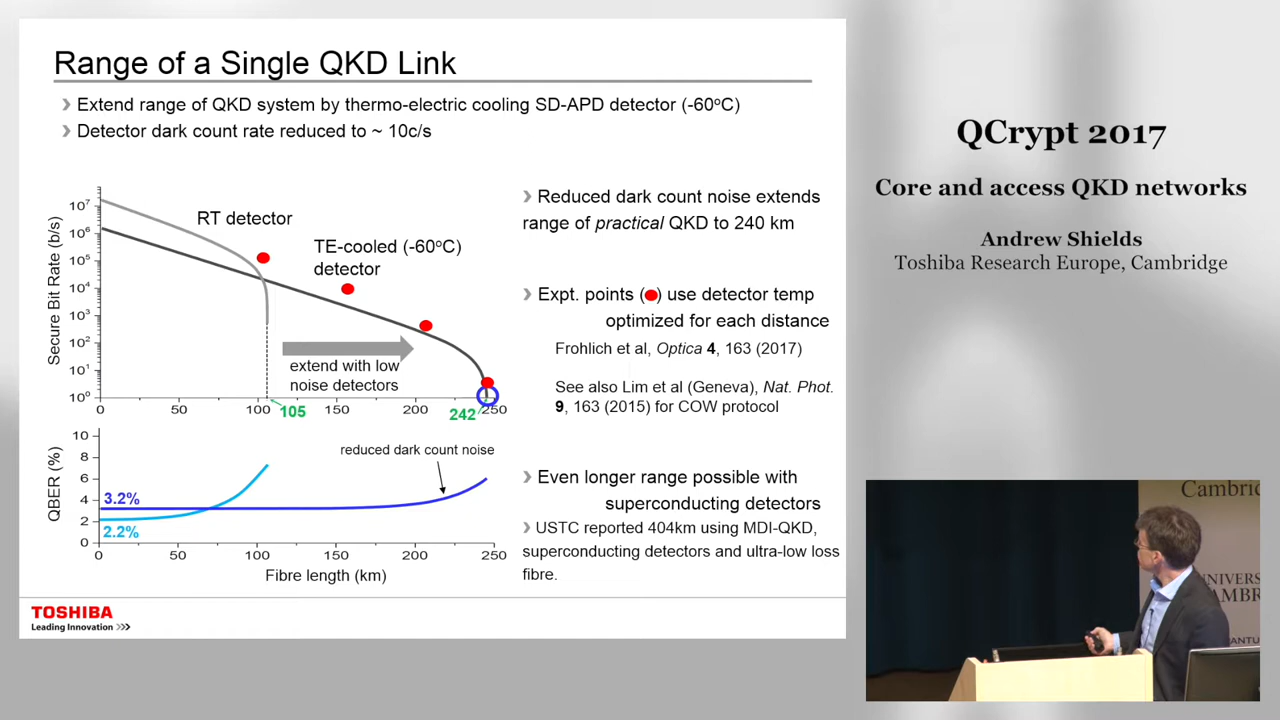 Range of a Single QKD Link
Extend range of QKD system by thermo-electric cooling SD-APD detector (-60ºC)
Detector dark count rate reduced to ~ 10c/s
Secure Bit Rate (b/s)
10⁷
10⁶
10⁵
10⁴
10³
10²
10¹
10⁰
RT detector
TE-cooled (-60ºC)
detector
extend with low
noise detectors
0
50
100
150
200
250
105
242
QBER (%)
10
8
6
4
2
0
reduced dark count noise
3.2%
2.2%
0
50
100
150
200
250
Fibre length (km)
Reduced dark count noise extends
range of practical QKD to 240 km
Expt. points ( ) use detector temp
optimized for each distance
Frohlich et al, Optica 4, 163 (2017)
See also Lim et al (Geneva), Nat. Phot.
9, 163 (2015) for COW protocol
Even longer range possible with
superconducting detectors
USTC reported 404km using MDI-QKD,
superconducting detectors and ultra-low loss
fibre.
TOSHIBA
Leading Innovation >>>
QCrypt 2017
Core and access QKD networks
Andrew Shields
Toshiba Research Europe, Cambridge
Cambridg
UNIVERS
AMBR
UANTU